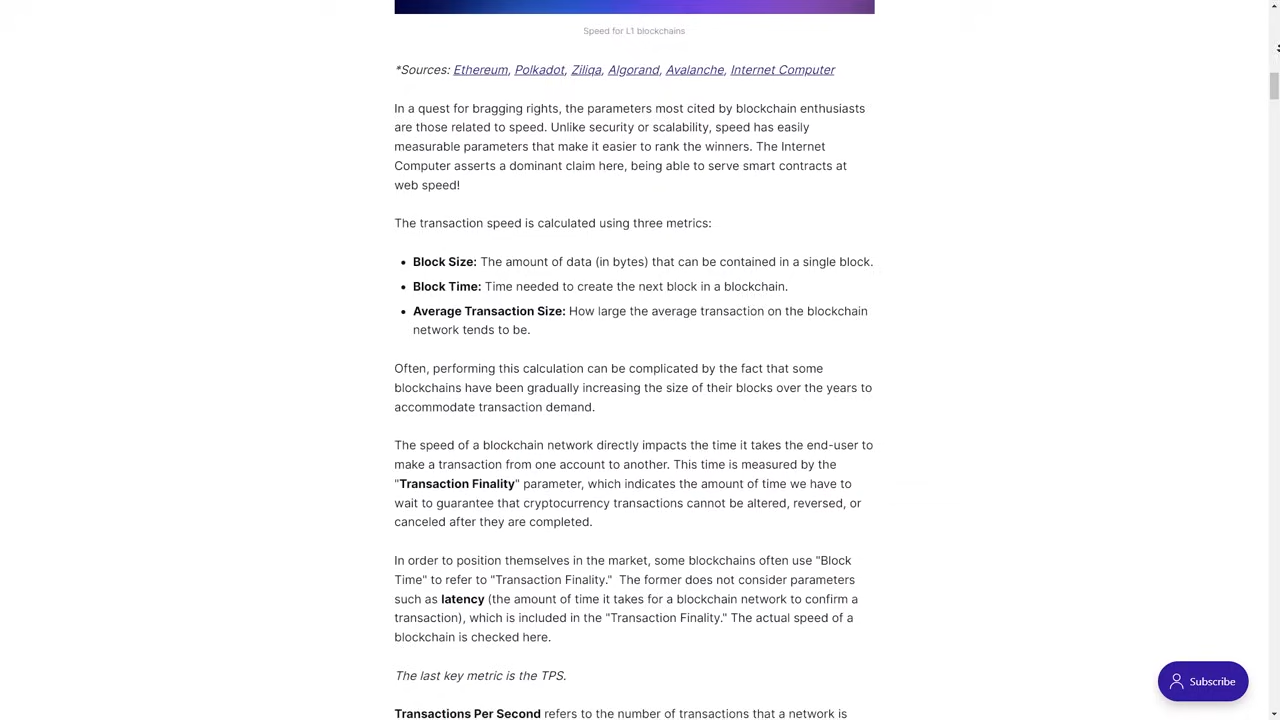 Speed for L1 blockchains
*Sources: Ethereum, Polkadot, Ziliqa, Algorand, Avalanche, Internet Computer
In a quest for bragging rights, the parameters most cited by blockchain enthusiasts
are those related to speed. Unlike security or scalability, speed has easily
measurable parameters that make it easier to rank the winners. The Internet
Computer asserts a dominant claim here, being able to serve smart contracts at
web speed!
The transaction speed is calculated using three metrics:
• Block Size: The amount of data (in bytes) that can be contained in a single block.
• Block Time: Time needed to create the next block in a blockchain.
• Average Transaction Size: How large the average transaction on the blockchain
network tends to be.
Often, performing this calculation can be complicated by the fact that some
blockchains have been gradually increasing the size of their blocks over the years to
accommodate transaction demand.
The speed of a blockchain network directly impacts the time it takes the end-user to
make a transaction from one account to another. This time is measured by the
"Transaction Finality" parameter, which indicates the amount of time we have to
wait to guarantee that cryptocurrency transactions cannot be altered, reversed, or
canceled after they are completed.
In order to position themselves in the market, some blockchains often use "Block
Time" to refer to "Transaction Finality." The former does not consider parameters
such as latency (the amount of time it takes for a blockchain network to confirm a
transaction), which is included in the "Transaction Finality." The actual speed of a
blockchain is checked here.
The last key metric is the TPS.
Transactions Per Second refers to the number of transactions that a network is
Subscribe